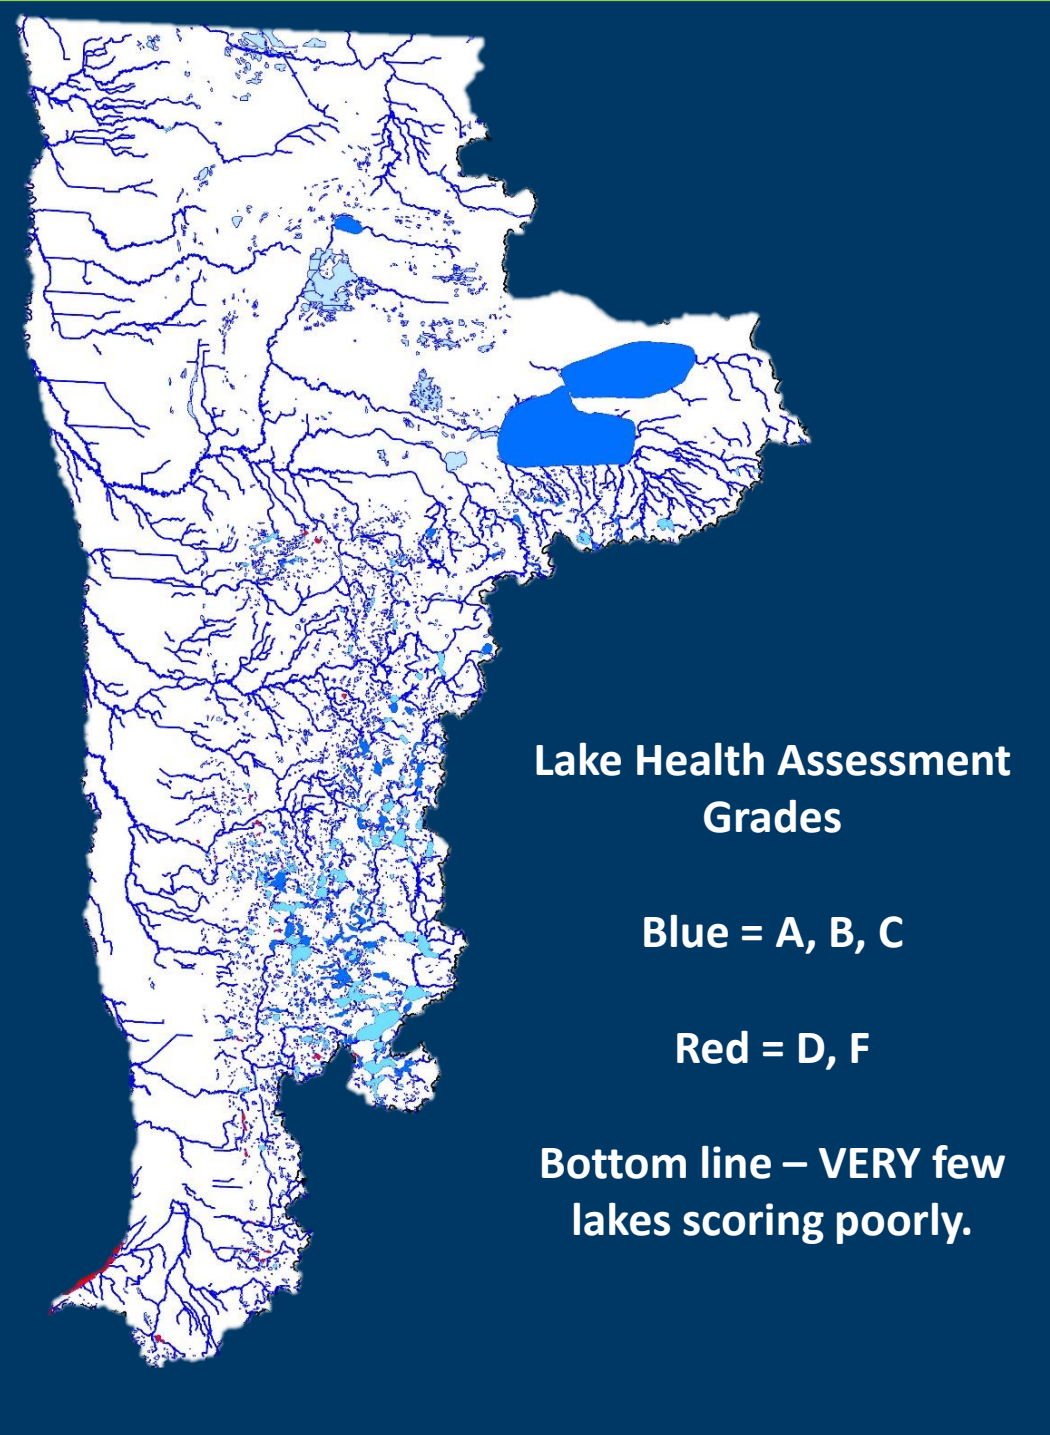 Lake Health Assessment
Grades
Blue = A, B, C
Red = D, F
Bottom line – VERY few
lakes scoring poorly.